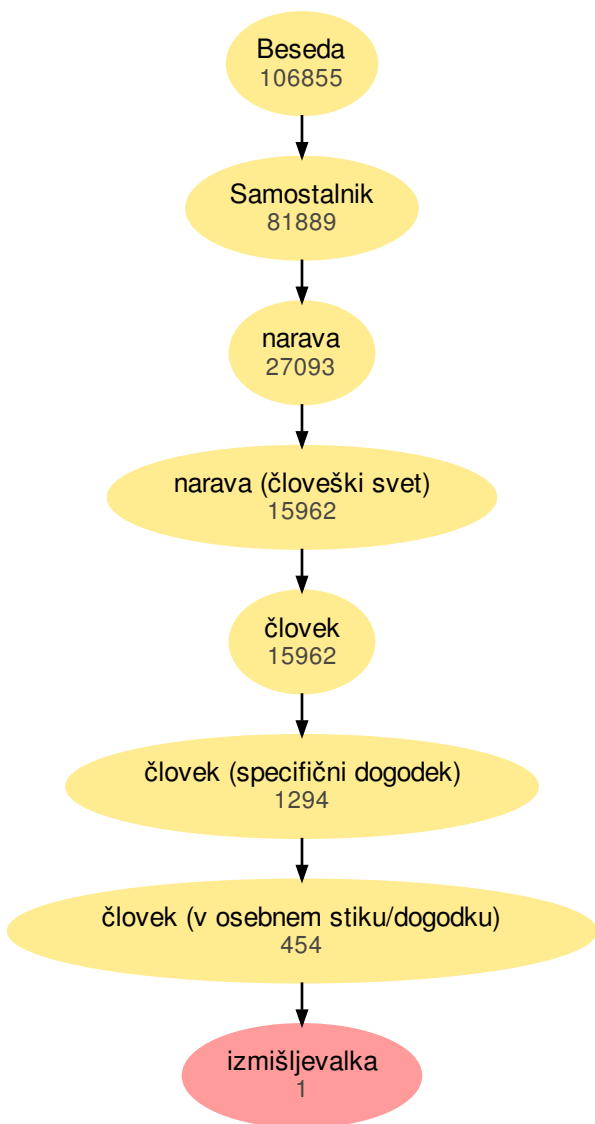 Beseda
106855
Samostalnik
81889
narava
27093
narava (človeški svet)
15962
človek
15962
človek (specifični dogodek)
1294
človek (v osebnem stiku/dogodku)
454
izmišljevalka
1